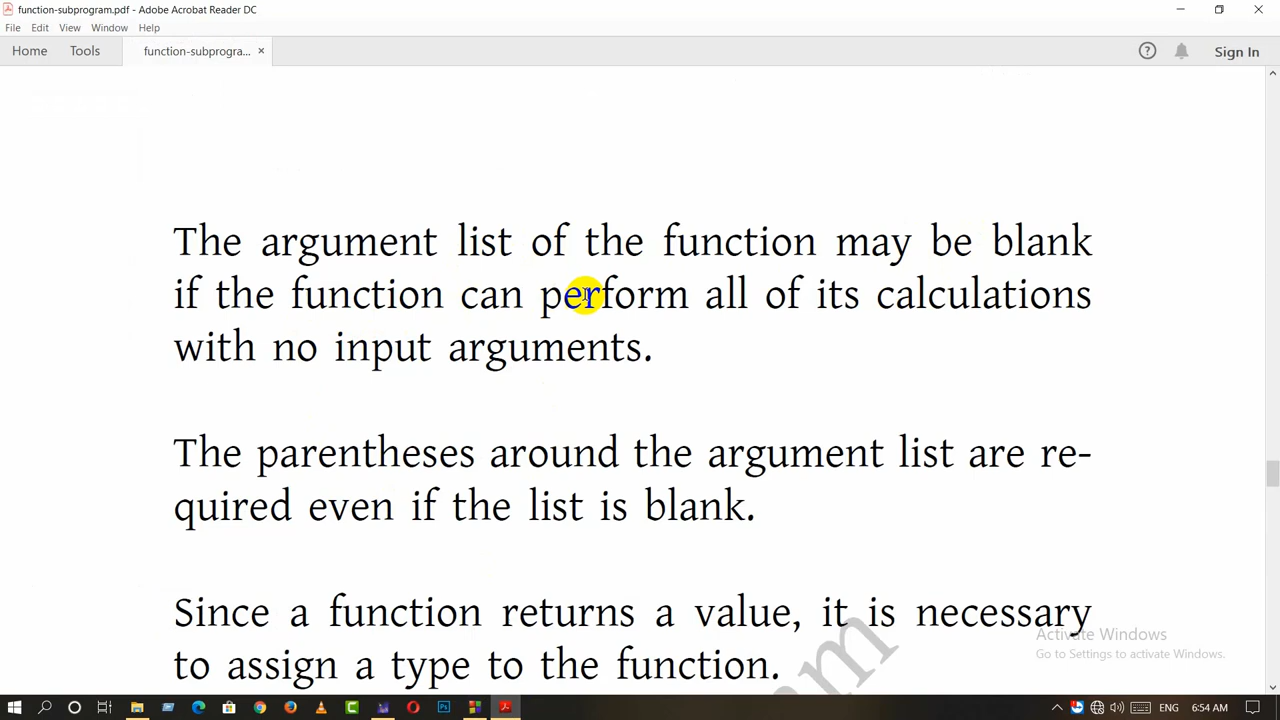 function-subprogram.pdf - Adobe Acrobat Reader DC
File Edit View Window Help
Home Tools function-subprogra... × Sign In
The argument list of the function may be blank
if the function can perform all of its calculations
with no input arguments.
The parentheses around the argument list are re-
quired even if the list is blank.
Since a function returns a value, it is necessary
to assign a type to the function.
Activate Windows
Go to Settings to activate Windows.
ENG 6:54 AM